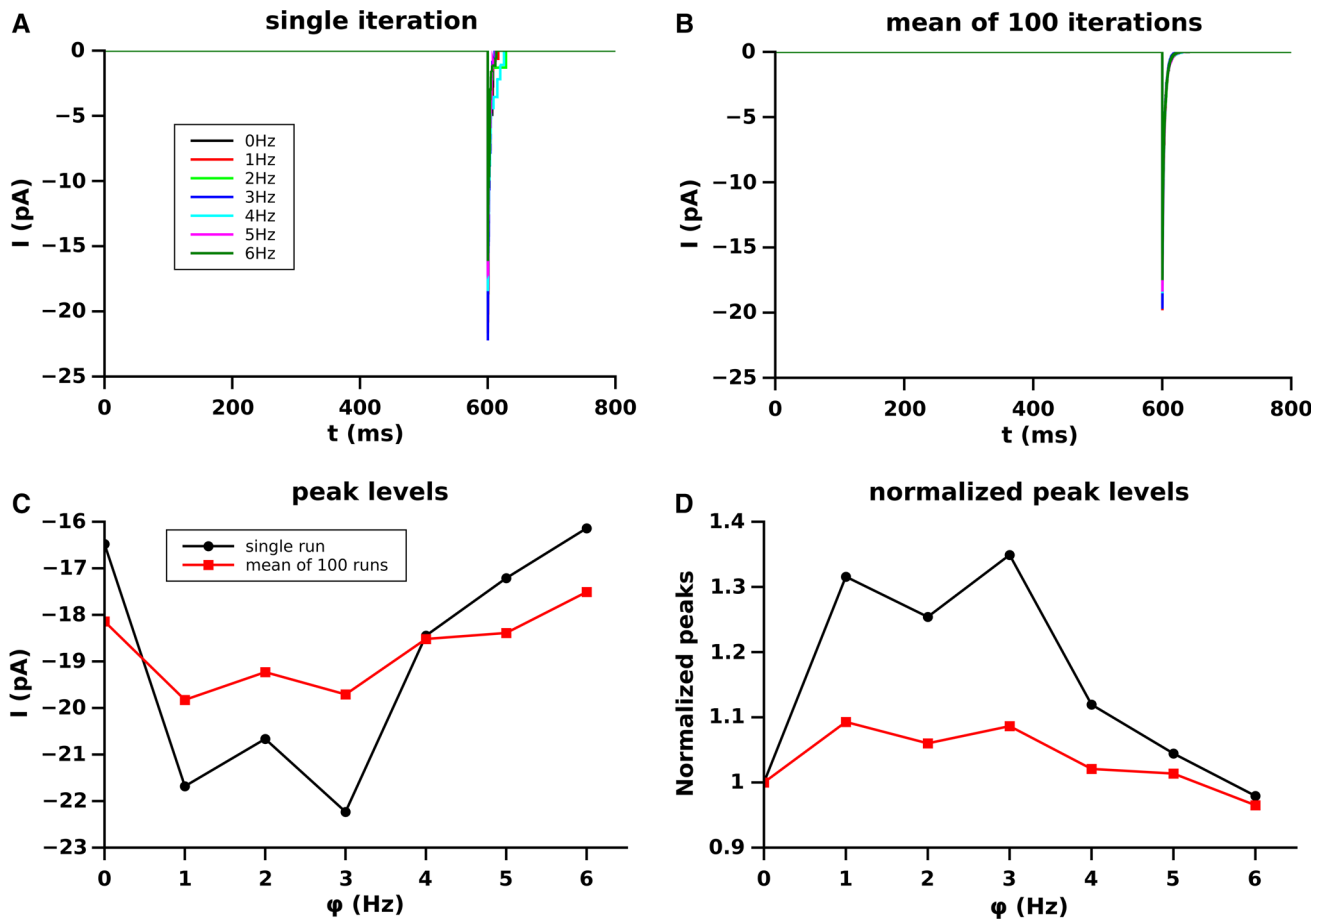 A
single iteration
0
−5
−10
−15
−20
−25
I (pA)
0Hz
1Hz
2Hz
3Hz
4Hz
5Hz
6Hz
0
200
400
600
800
t (ms)
B
mean of 100 iterations
0
−5
−10
−15
−20
−25
I (pA)
0
200
400
600
800
t (ms)
C
peak levels
−16
−17
−18
−19
−20
−21
−22
−23
I (pA)
single run
mean of 100 runs
0
1
2
3
4
5
6
φ (Hz)
D
normalized peak levels
1.4
1.3
1.2
1.1
1
0.9
Normalized peaks
0
1
2
3
4
5
6
φ (Hz)